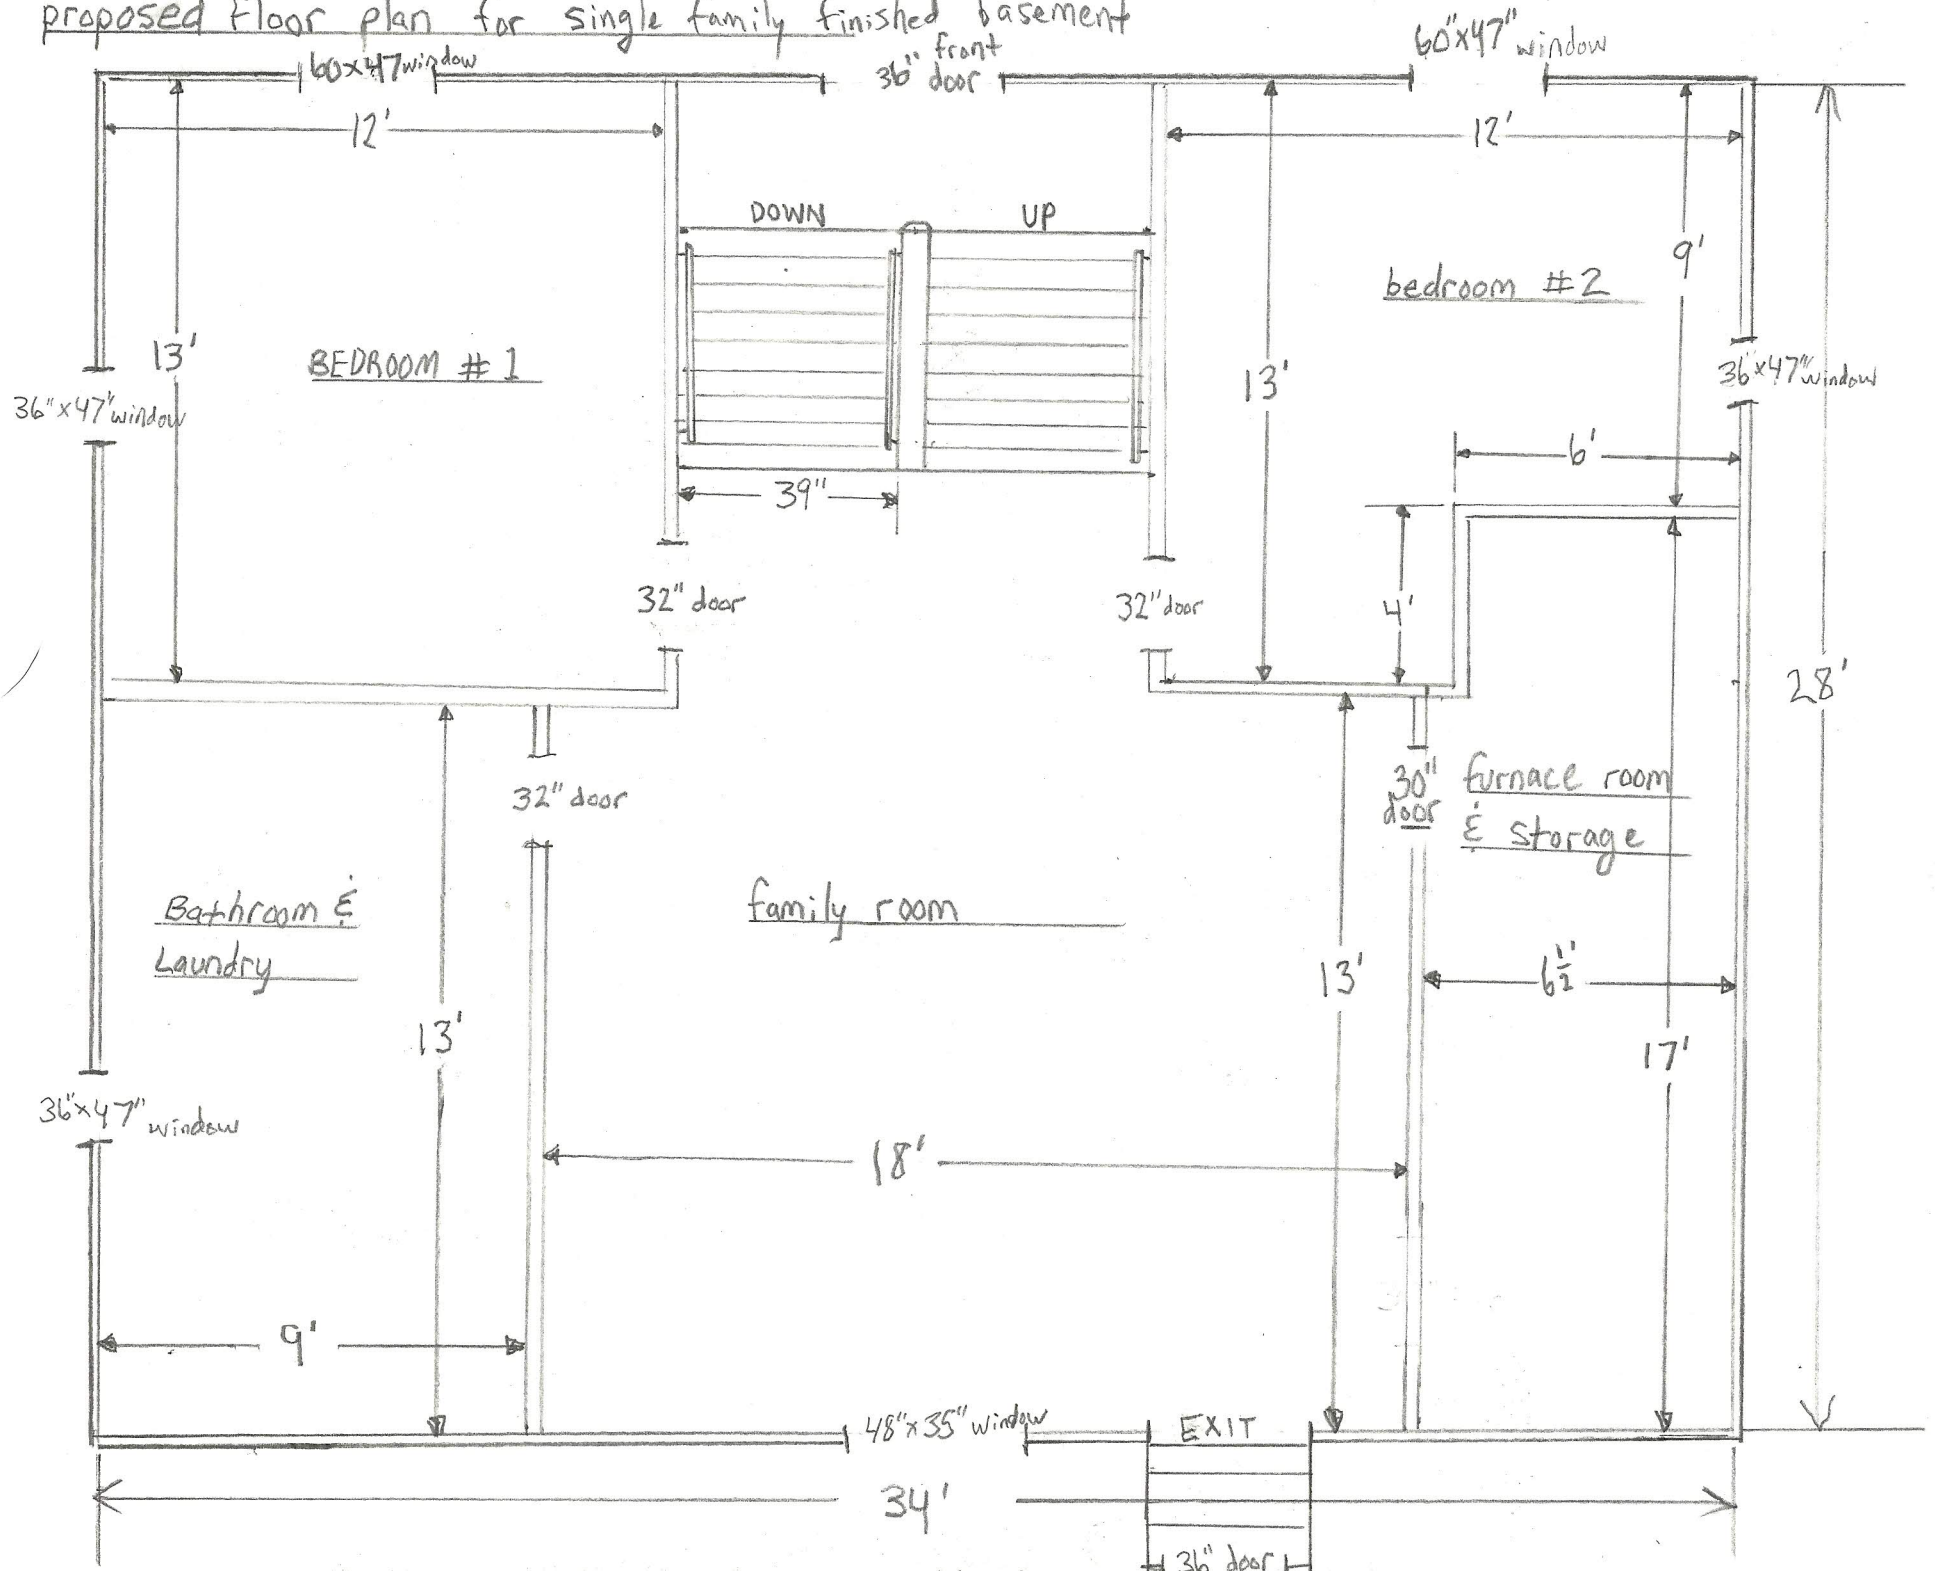 proposed Floor plan for single family finished basement
60x47 window
36" front door
60"x47" window
12'
12'
DOWN
UP
9'
bedroom #2
13'
BEDROOM #1
13'
36"x47" window
36"x47" window
6'
39"
32" door
32" door
4'
28'
32" door
30" door
furnace room
& storage
Bathroom &
Laundry
family room
13'
13'
6 1/2'
17'
36"x47" window
18'
9'
48"x35" window
EXIT
34'
36" door